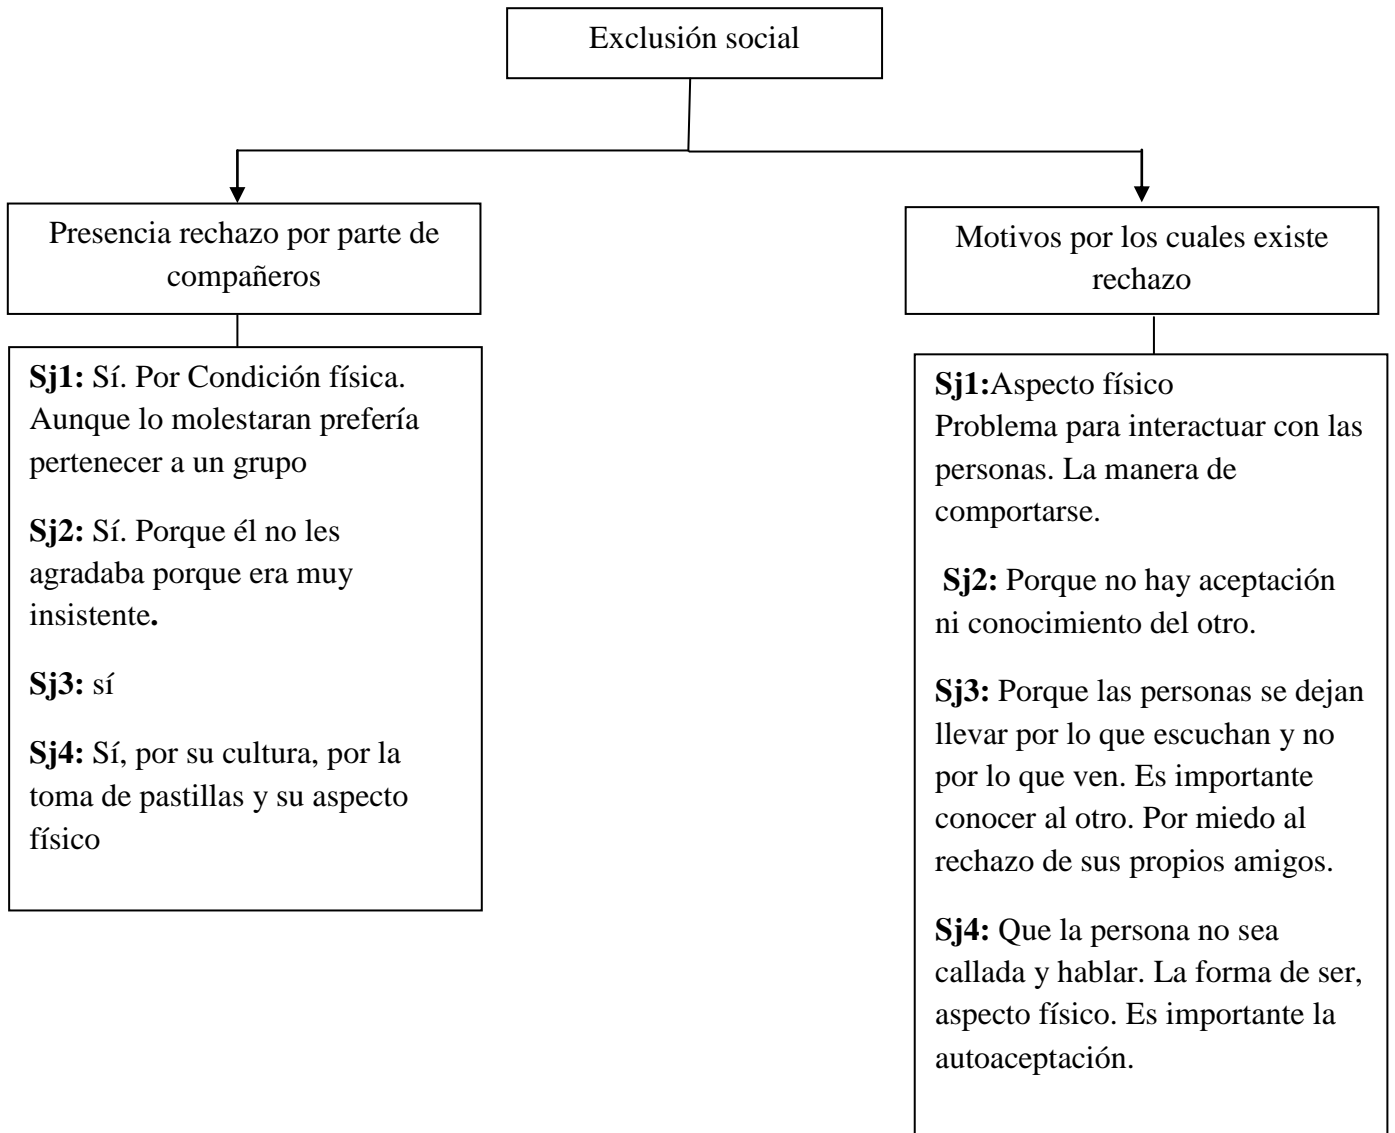 Exclusión social
Presencia rechazo por parte de
compañeros
Sj1: Sí. Por Condición física.
Aunque lo molestaran prefería
pertenecer a un grupo
Sj2: Sí. Porque él no les
agradaba porque era muy
insistente.
Sj3: sí
Sj4: Sí, por su cultura, por la
toma de pastillas y su aspecto
físico
Motivos por los cuales existe
rechazo
Sj1:Aspecto físico
Problema para interactuar con las
personas. La manera de
comportarse.
Sj2: Porque no hay aceptación
ni conocimiento del otro.
Sj3: Porque las personas se dejan
llevar por lo que escuchan y no
por lo que ven. Es importante
conocer al otro. Por miedo al
rechazo de sus propios amigos.
Sj4: Que la persona no sea
callada y hablar. La forma de ser,
aspecto físico. Es importante la
autoaceptación.